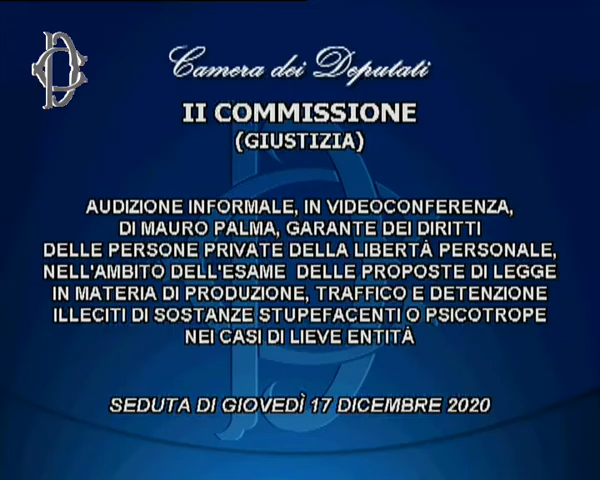 Camera dei Deputati
II COMMISSIONE
(GIUSTIZIA)
AUDIZIONE INFORMALE, IN VIDEOCONFERENZA,
DI MAURO PALMA, GARANTE DEI DIRITTI
DELLE PERSONE PRIVATE DELLA LIBERTÀ PERSONALE,
NELL'AMBITO DELL'ESAME DELLE PROPOSTE DI LEGGE
IN MATERIA DI PRODUZIONE, TRAFFICO E DETENZIONE
ILLECITI DI SOSTANZE STUPEFACENTI O PSICOTROPE
NEI CASI DI LIEVE ENTITÀ
SEDUTA DI GIOVEDÌ 17 DICEMBRE 2020